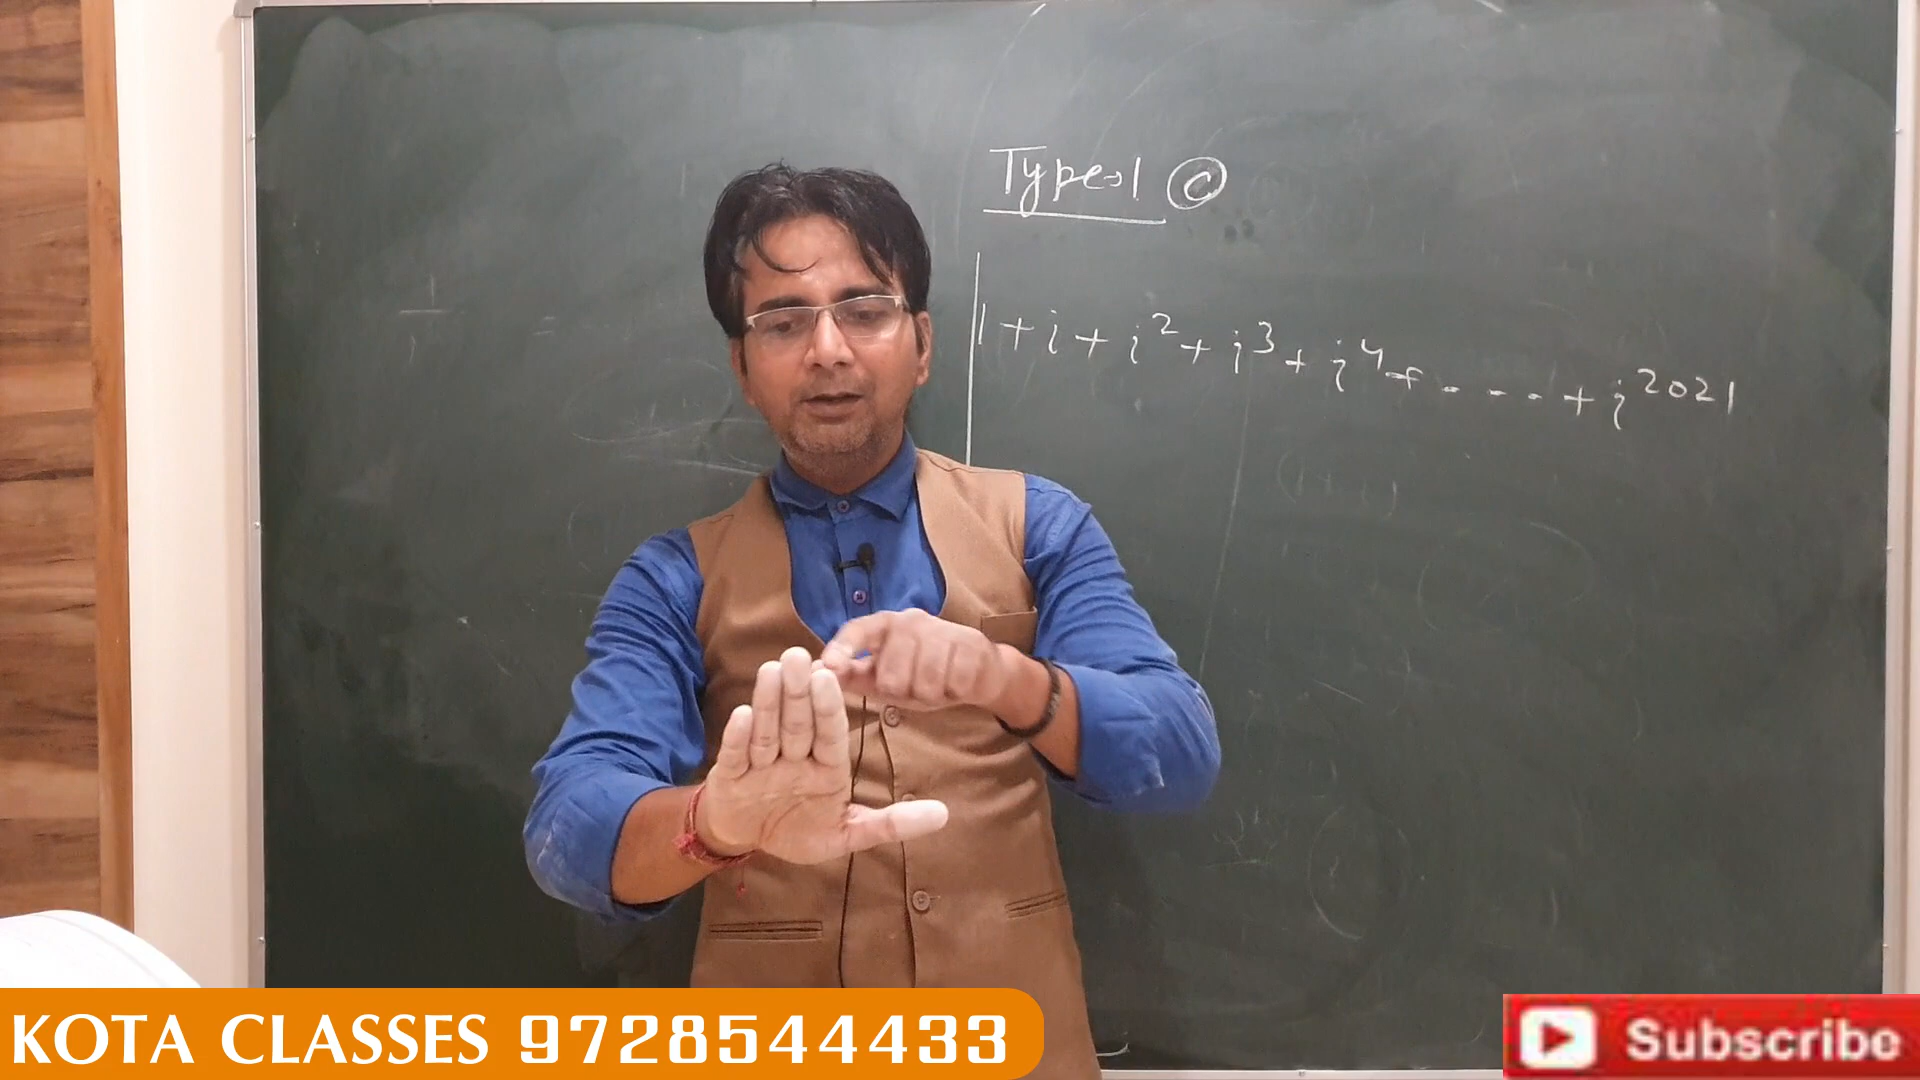 Type-1 (C)
1 + i + i² + i³ + i⁴ + - - - - + i²⁰²¹
KOTA CLASSES 9728544433
Subscribe